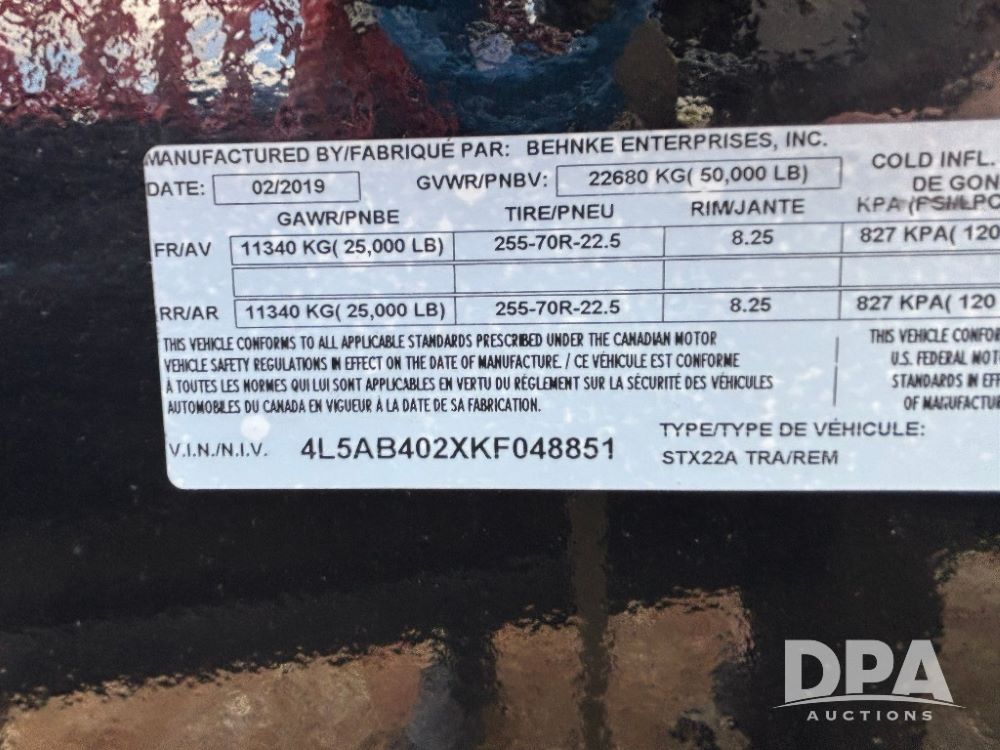 MANUFACTURED BY/FABRIQUÉ PAR: BEHNKE ENTERPRISES, INC.
DATE: 02/2019 GVWR/PNBV: 22680 KG( 50,000 LB) COLD INFL.
DE GON
GAWR/PNBE TIRE/PNEU RIM/JANTE KPA (PSI/LPC
FR/AV 11340 KG( 25,000 LB) 255-70R-22.5 8.25 827 KPA( 120
RR/AR 11340 KG( 25,000 LB) 255-70R-22.5 8.25 827 KPA( 120
THIS VEHICLE CONFORMS TO ALL APPLICABLE STANDARDS PRESCRIBED UNDER THE CANADIAN MOTOR
VEHICLE SAFETY REGULATIONS IN EFFECT ON THE DATE OF MANUFACTURE. / CE VÉHICULE EST CONFORME
À TOUTES LES NORMES QUI LUI SONT APPLICABLES EN VERTU DU RÉGLEMENT SUR LA SÉCURITÉ DES VÉHICULES
AUTOMOBILES DU CANADA EN VIGUEUR À LA DATE DE SA FABRICATION.
THIS VEHICLE CONFOR
U.S. FEDERAL MOT
STANDARDS IN EFF
OF MANUFACTU
V.I.N./N.I.V. 4L5AB402XKF048851
TYPE/TYPE DE VÉHICULE:
STX22A TRA/REM
DPA
AUCTIONS